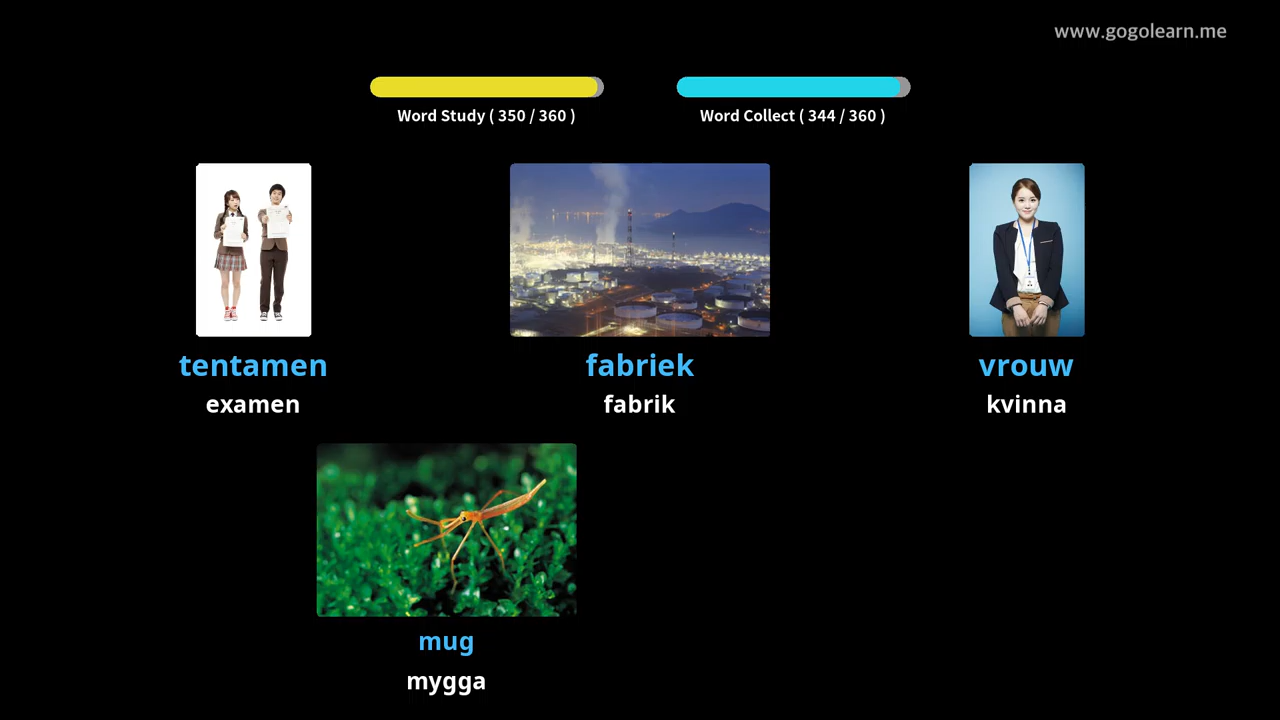 www.gogolearn.me
Word Study ( 350 / 360 )
Word Collect ( 344 / 360 )
tentamen
examen
fabriek
fabrik
vrouw
kvinna
mug
mygga